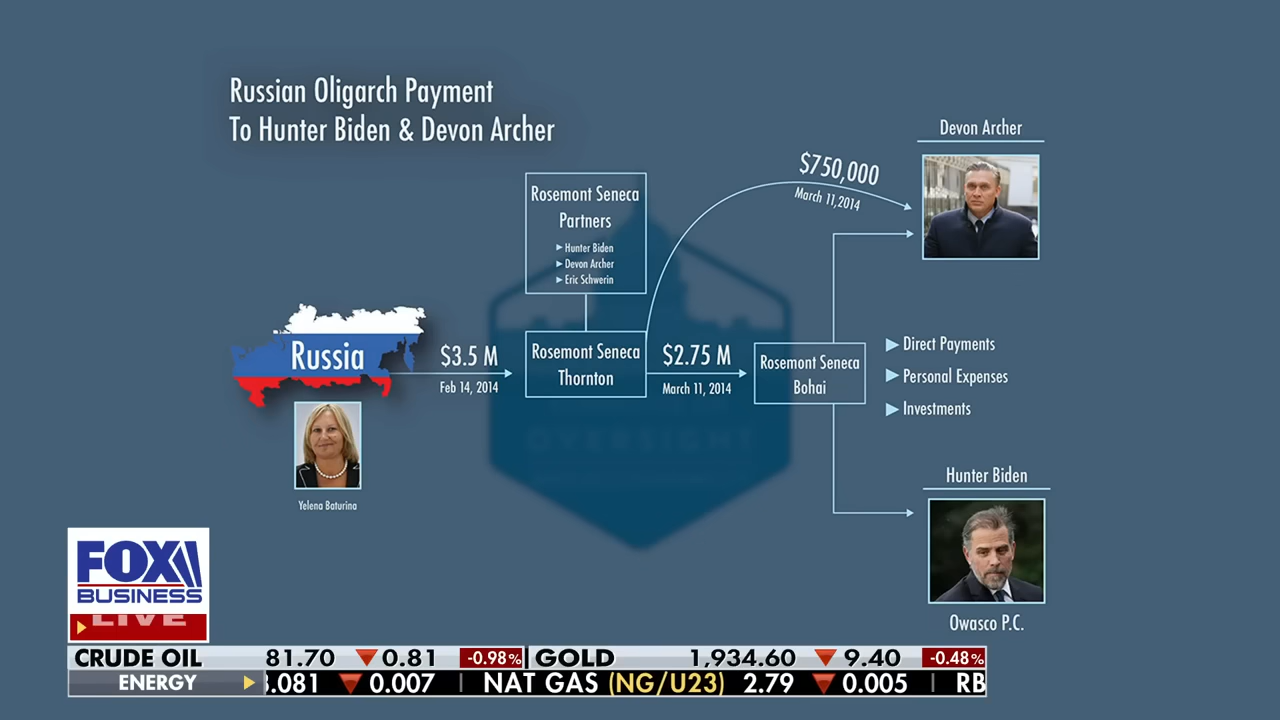 Russian Oligarch Payment
To Hunter Biden & Devon Archer
Devon Archer
$750,000
March 11,2014
Rosemont Seneca
Partners
Hunter Biden
Devon Archer
Eric Schwerin
Russia
$3.5 M
Feb 14, 2014
Rosemont Seneca
Thornton
$2.75 M
March 11, 2014
Rosemont Seneca
Bohai
Direct Payments
Personal Expenses
Investments
OVERSIGHT
Yelena Baturina
Hunter Biden
Owasco P.C.
FOX
BUSINESS
LIVE
CRUDE OIL 81.70 0.81 -0.98% GOLD 1,934.60 9.40 -0.48%
ENERGY .081 0.007 | NAT GAS (NG/U23) 2.79 0.005 | RB